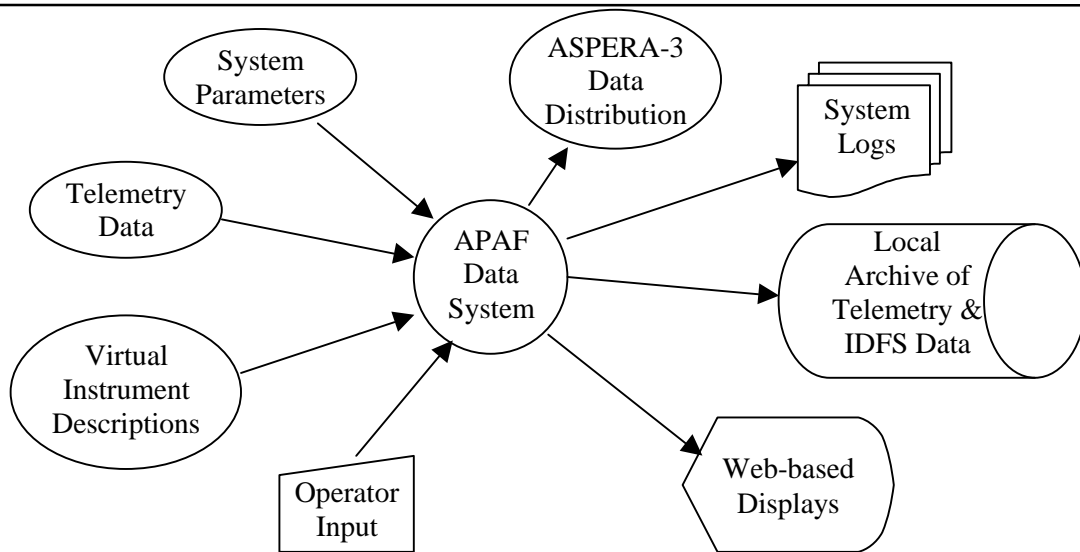 System
Parameters
ASPERA-3
Data
Distribution
System
Logs
Telemetry
Data
APAF
Data
System
Local
Archive of
Telemetry &
IDFS Data
Virtual
Instrument
Descriptions
Operator
Input
Web-based
Displays